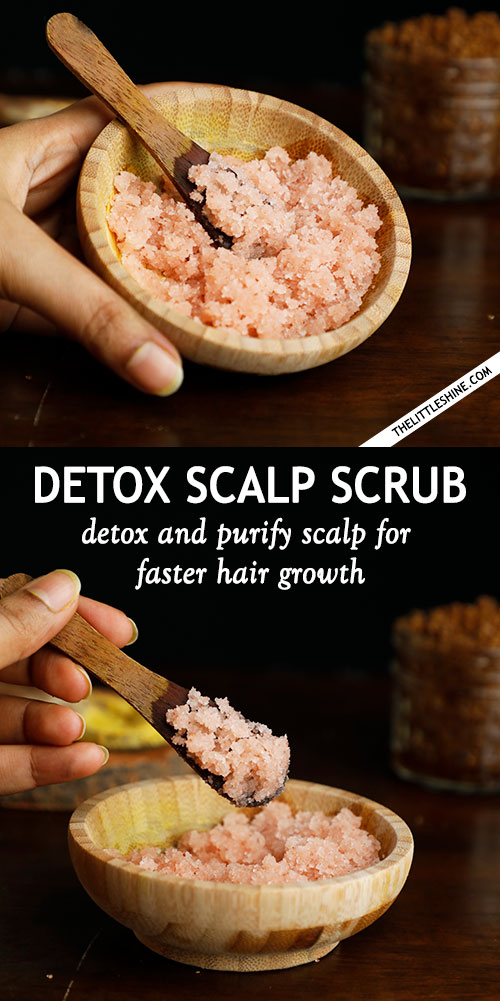 THELITTLESHINE.COM
DETOX SCALP SCRUB
detox and purify scalp for
faster hair growth